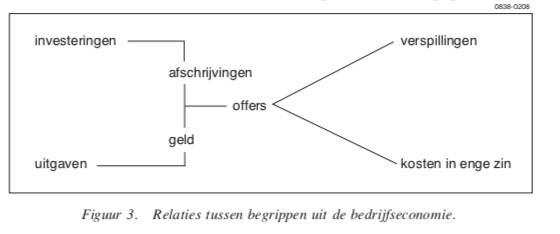 0838-0208
investeringen
verspillingen
afschrijvingen
offers
geld
uitgaven
kosten in enge zin
Figuur 3. Relaties tussen begrippen uit de bedrijfseconomie.